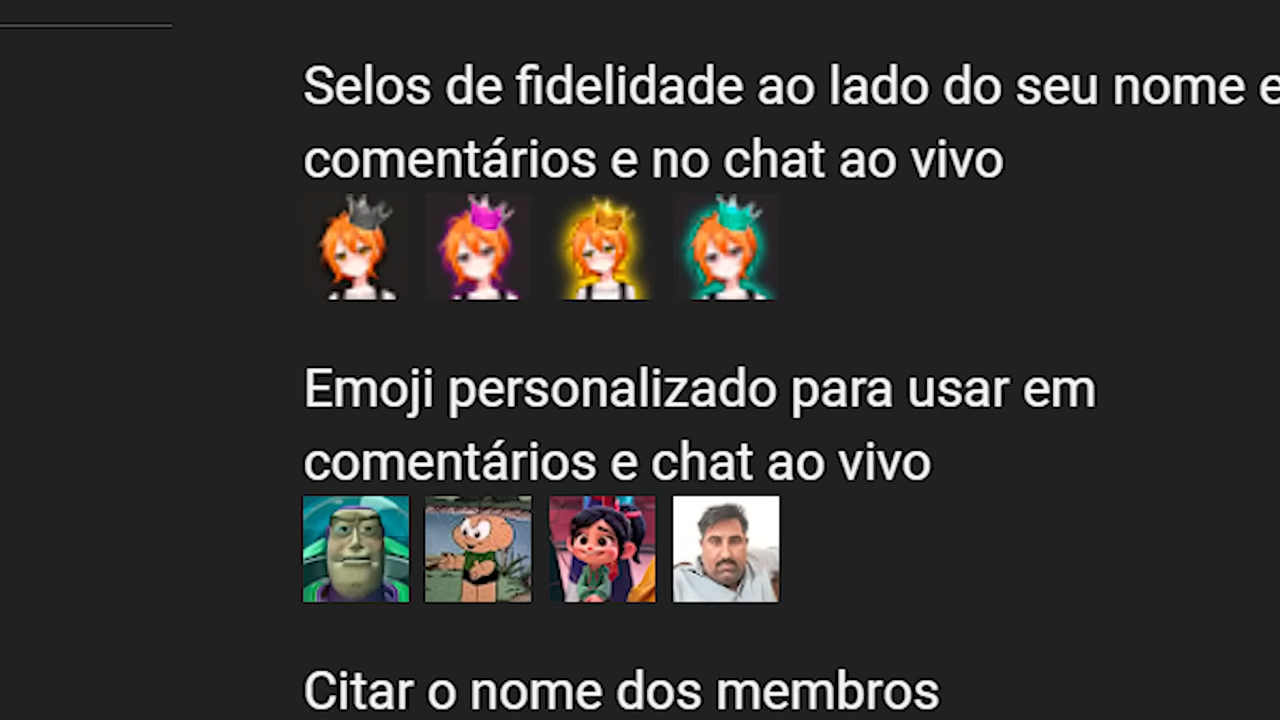 Selos de fidelidade ao lado do seu nome e
comentários e no chat ao vivo
Emoji personalizado para usar em
comentários e chat ao vivo
Citar o nome dos membros